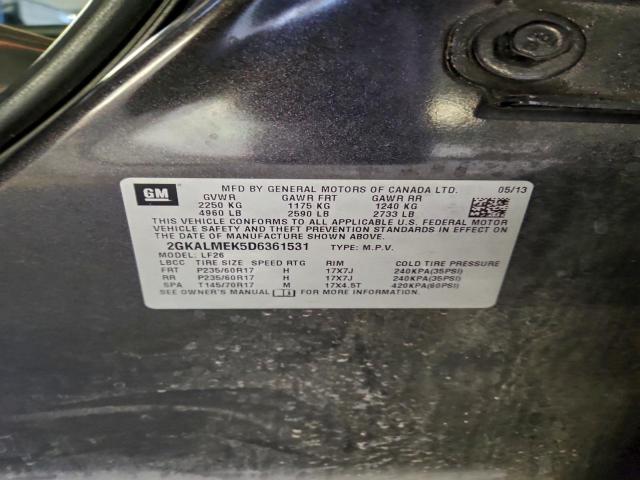 GM MFD BY GENERAL MOTORS OF CANADA LTD. 05/13
GVWR GAWR FRT GAWR RR
2250 KG 1175 KG 1240 KG
4960 LB 2590 LB 2733 LB
THIS VEHICLE CONFORMS TO ALL APPLICABLE U.S. FEDERAL MOTOR
VEHICLE SAFETY AND THEFT PREVENTION STANDARDS IN EFFECT
ON THE DATE OF MANUFACTURE SHOWN ABOVE.
2GKALMEK5D6361531 TYPE: M.P.V.
MODEL: LF26
LBCC TIRE SIZE SPEED RTG RIM COLD TIRE PRESSURE
FRT P235/60R17 H 17X7J 240KPA(35PSI)
RR P235/60R17 H 17X7J 240KPA(35PSI)
SPA T145/70R17 M 17X4.5T 420KPA(60PSI)
SEE OWNER'S MANUAL FOR ADDITIONAL INFORMATION.